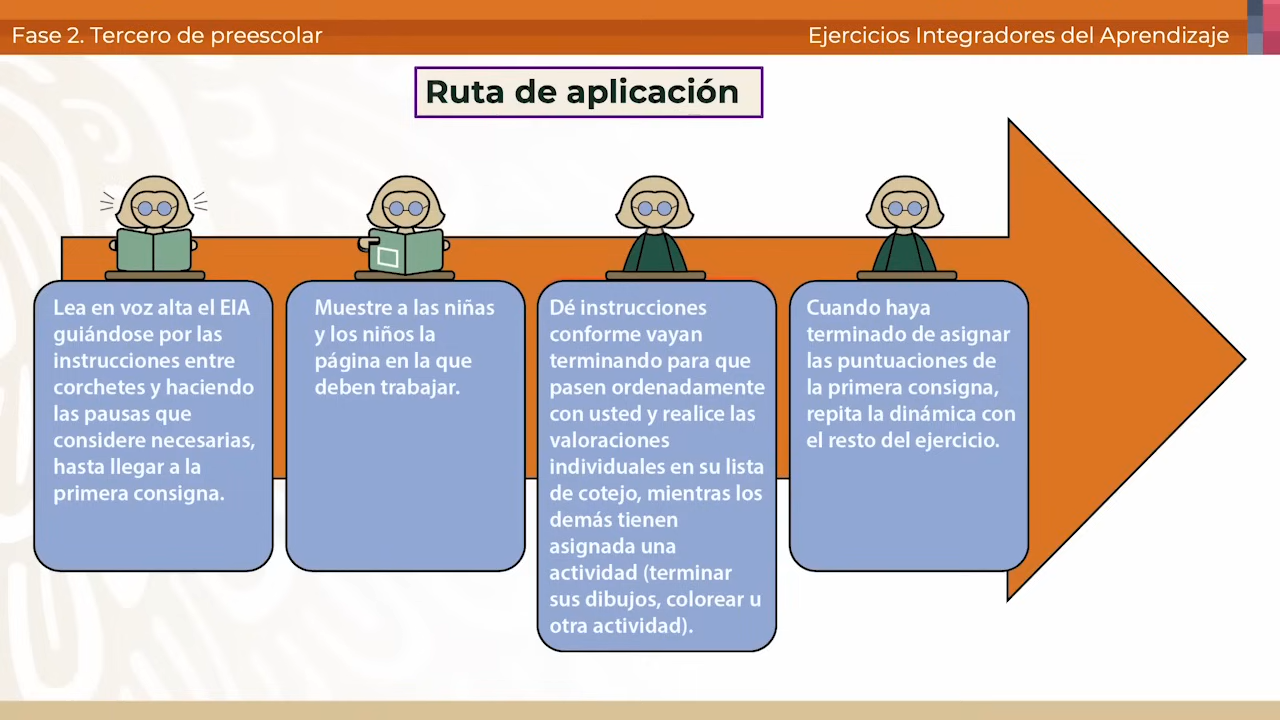 Fase 2. Tercero de preescolar
Ejercicios Integradores del Aprendizaje
Ruta de aplicación
Lea en voz alta el EIA
guiándose por las
instrucciones entre
corchetes y haciendo
las pausas que
considere necesarias,
hasta llegar a la
primera consigna.
Muestre a las niñas
y los niños la
página en la que
deben trabajar.
Dé instrucciones
conforme vayan
terminando para que
pasen ordenadamente
con usted y realice las
valoraciones
individuales en su lista
de cotejo, mientras los
demás tienen
asignada una
actividad (terminar
sus dibujos, colorear u
otra actividad).
Cuando haya
terminado de asignar
las puntuaciones de
la primera consigna,
repita la dinámica con
el resto del ejercicio.